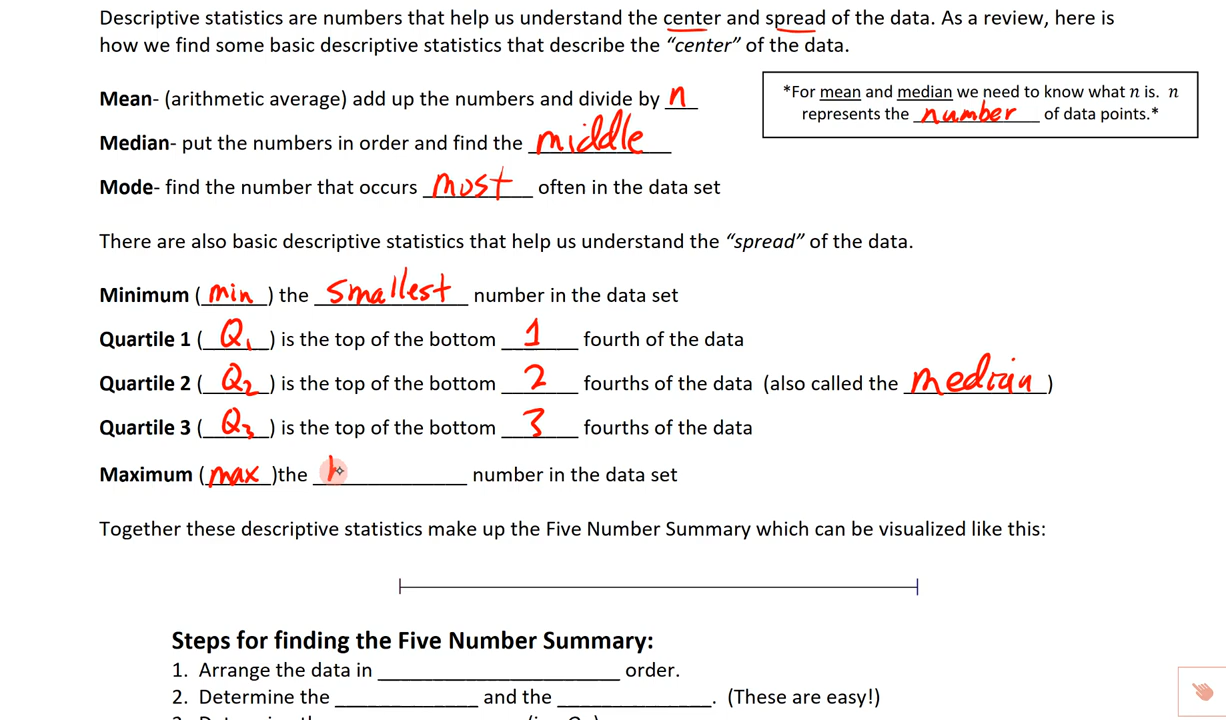 Descriptive statistics are numbers that help us understand the center and spread of the data. As a review, here is
how we find some basic descriptive statistics that describe the “center” of the data.
Mean- (arithmetic average) add up the numbers and divide by n
*For mean and median we need to know what n is. n
represents the number of data points.*
Median- put the numbers in order and find the middle
Mode- find the number that occurs most often in the data set
There are also basic descriptive statistics that help us understand the “spread” of the data.
Minimum (min) the smallest number in the data set
Quartile 1 (Q1) is the top of the bottom 1 fourth of the data
Quartile 2 (Q2) is the top of the bottom 2 fourths of the data (also called the median)
Quartile 3 (Q3) is the top of the bottom 3 fourths of the data
Maximum (max)the ____________ number in the data set
Together these descriptive statistics make up the Five Number Summary which can be visualized like this:
Steps for finding the Five Number Summary:
1. Arrange the data in ____________________ order.
2. Determine the ____________ and the _____________. (These are easy!)